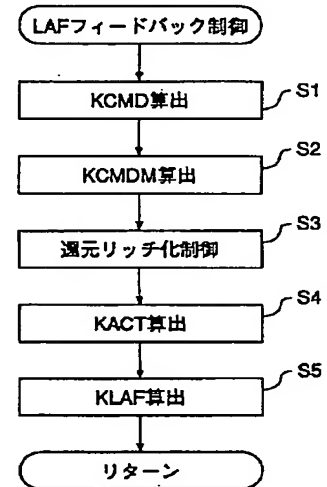 LAFフィードバック制御
KCMD算出
S1
KCMDM算出
S2
還元リッチ化制御
S3
KACT算出
S4
KLAF算出
S5
リターン